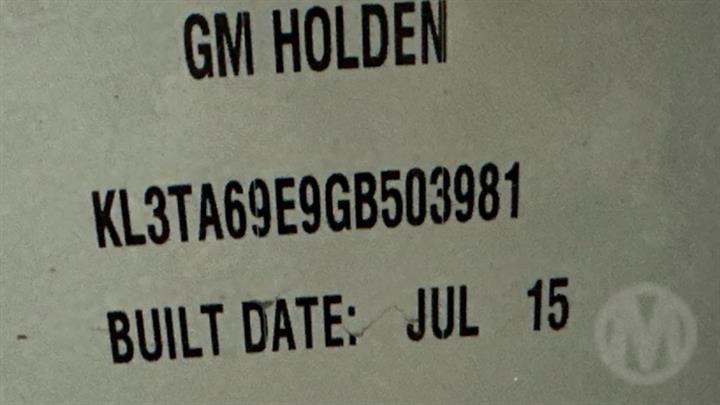 GM HOLDEN
KL3TA69E9GB503981
BUILT DATE: JUL 15
M